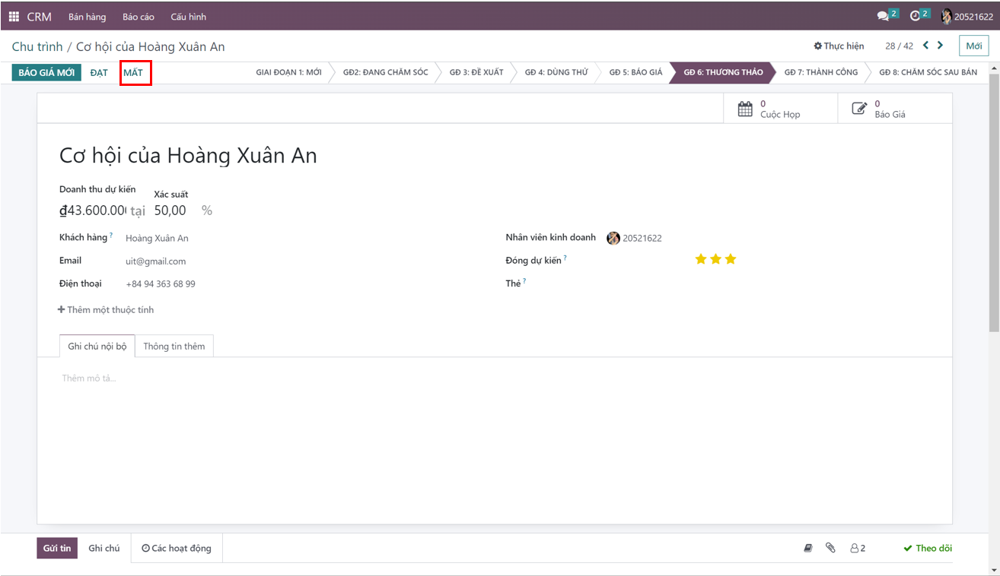 CRM Bán hàng Báo cáo Cấu hình 2 2 20521622
Chu trình / Cơ hội của Hoàng Xuân An Thực hiện 28 / 42 Mới
BÁO GIÁ MỚI ĐẠT MẤT GIAI ĐOẠN 1: MỚI GĐ2: ĐANG CHĂM SÓC GĐ 3: ĐỀ XUẤT GĐ 4: DÙNG THỬ GĐ 5: BÁO GIÁ GĐ 6: THƯƠNG THẢO GĐ 7: THÀNH CÔNG GĐ 8: CHĂM SÓC SAU BÁN
0 Cuộc Họp
0 Báo Giá
Cơ hội của Hoàng Xuân An
Doanh thu dự kiến Xác suất
₫43.600.00 tại 50,00 %
Khách hàng ? Hoàng Xuân An Nhân viên kinh doanh 20521622
Email uit@gmail.com Đóng dự kiến ?
Điện thoại +84 94 363 68 99 Thẻ ?
Thêm một thuộc tính
Ghi chú nội bộ Thông tin thêm
Thêm mô tả...
Gửi tin Ghi chú Các hoạt động 2 Theo dõi